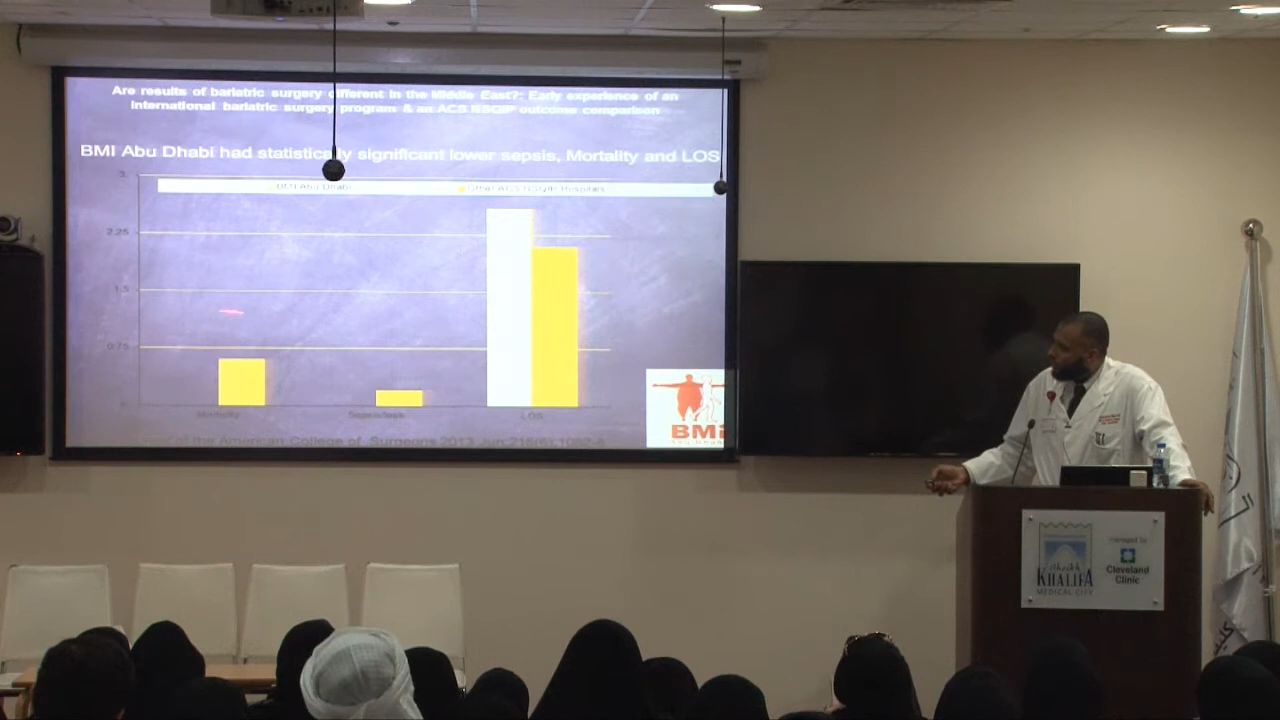 Are results of bariatric surgery different in the Middle East?: Early experience of an
international bariatric surgery program & an ACS NSQIP outcome comparison
BMI Abu Dhabi had statistically significant lower sepsis, Mortality and LOS
3
BMI Abu Dhabi
Other ACS NSQIP Hospitals
2.25
1.5
0.75
0
Mortality
LOS
of the American College of Surgeons 2013 Jun;216(6):1082-8
BMI
Abu Dhabi
KHALIFA
MEDICAL CITY
managed by
Cleveland
Clinic